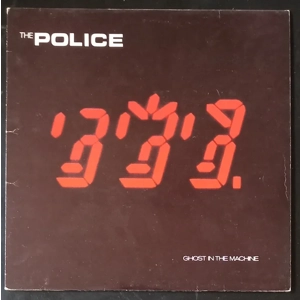 THE POLICE
GHOST IN THE MACHINE